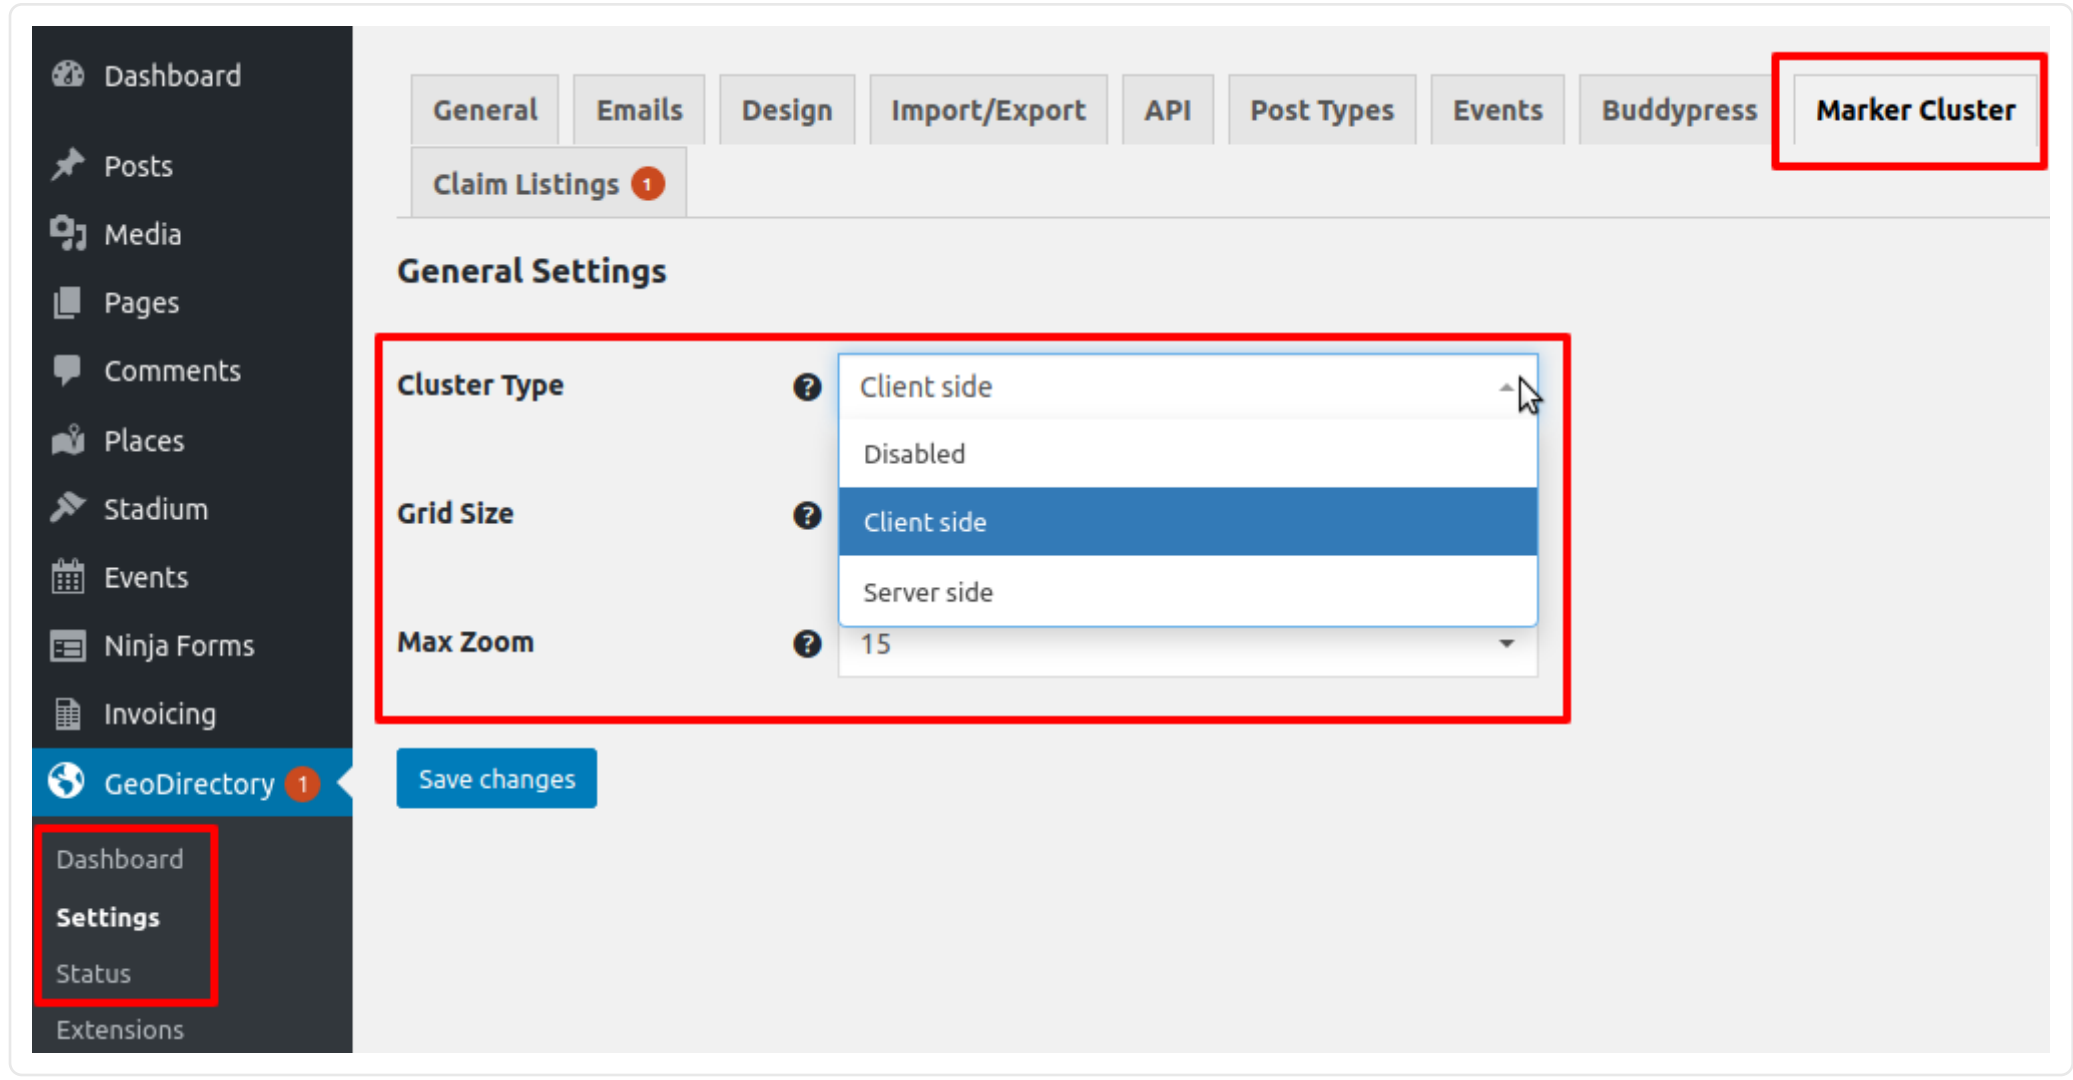 Dashboard
Posts
Media
Pages
Comments
Places
Stadium
Events
Ninja Forms
Invoicing
GeoDirectory 1
Dashboard
Settings
Status
Extensions
General Emails Design Import/Export API Post Types Events Buddypress Marker Cluster
Claim Listings 1
General Settings
Cluster Type ? Client side
Disabled
Grid Size ? Client side
Server side
Max Zoom ? 15
Save changes